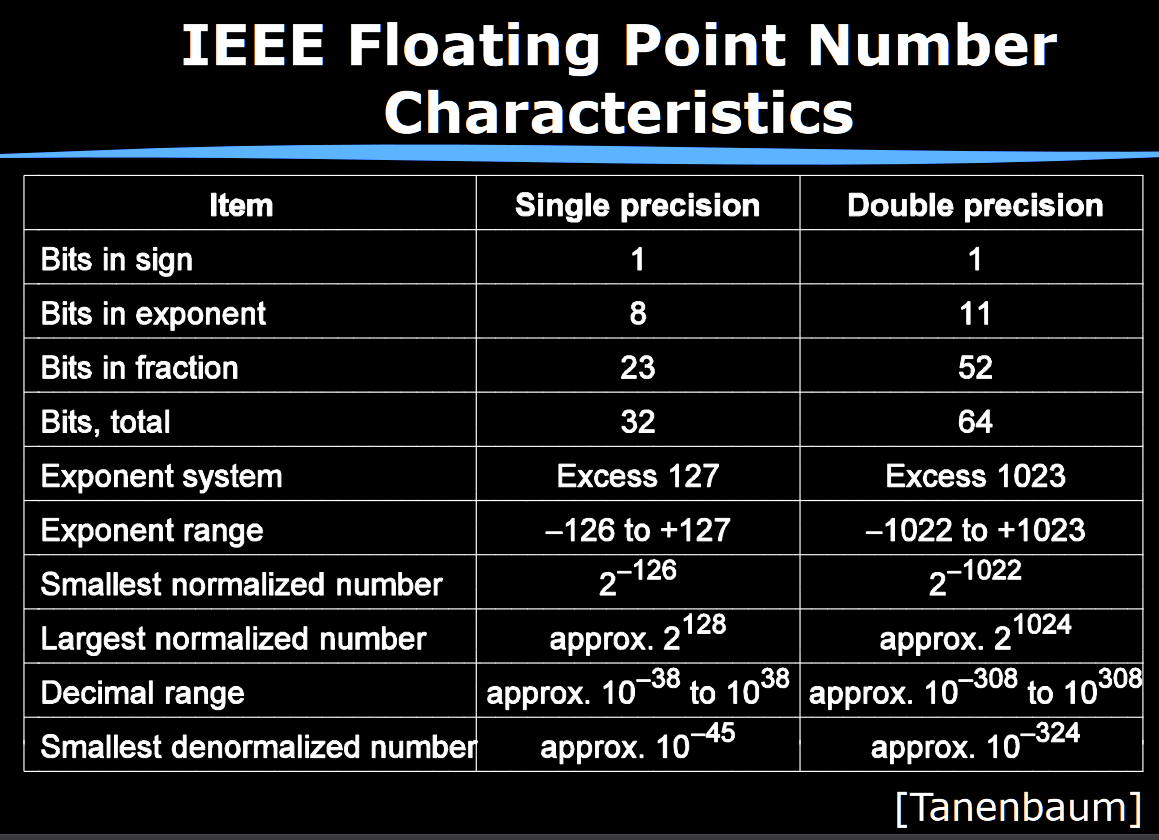 IEEE Floating Point Number
Characteristics
Item Single precision Double precision
Bits in sign 1 1
Bits in exponent 8 11
Bits in fraction 23 52
Bits, total 32 64
Exponent system Excess 127 Excess 1023
Exponent range –126 to +127 –1022 to +1023
Smallest normalized number 2^–126 2^–1022
Largest normalized number approx. 2^128 approx. 2^1024
Decimal range approx. 10^–38 to 10^38 approx. 10^–308 to 10^308
Smallest denormalized number approx. 10^–45 approx. 10^–324
[Tanenbaum]